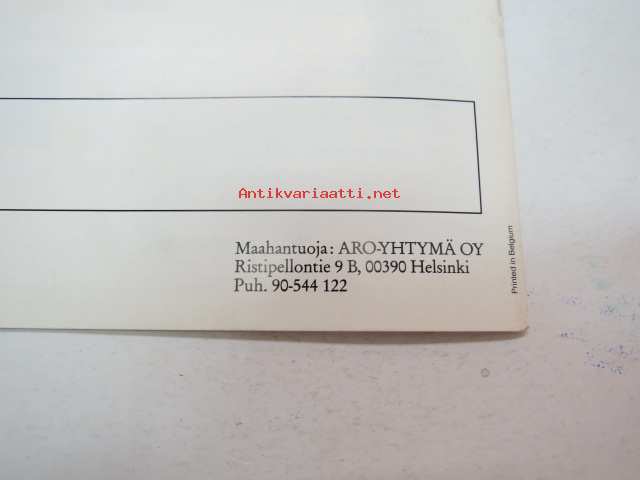 Antikvariaatti.net
Maahantuoja: ARO-YHTYMÄ OY
Ristipellontie 9 B, 00390 Helsinki
Puh. 90-544 122
Printed in Belgium